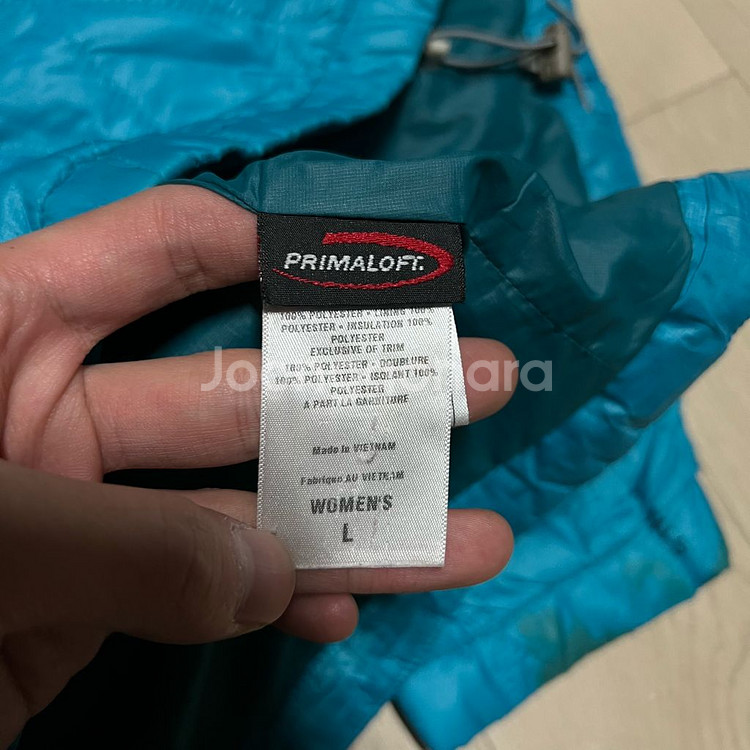 PRIMALOFT.
100% POLYESTER • LINING 100%
POLYESTER • INSULATION 100%
POLYESTER
EXCLUSIVE OF TRIM
100% POLYESTER • DOUBLURE
100% POLYESTER • ISOLANT 100%
POLYESTER
A PART LA GARNITURE
Made in VIETNAM
Fabrique AU VIETNAM
WOMEN'S
L